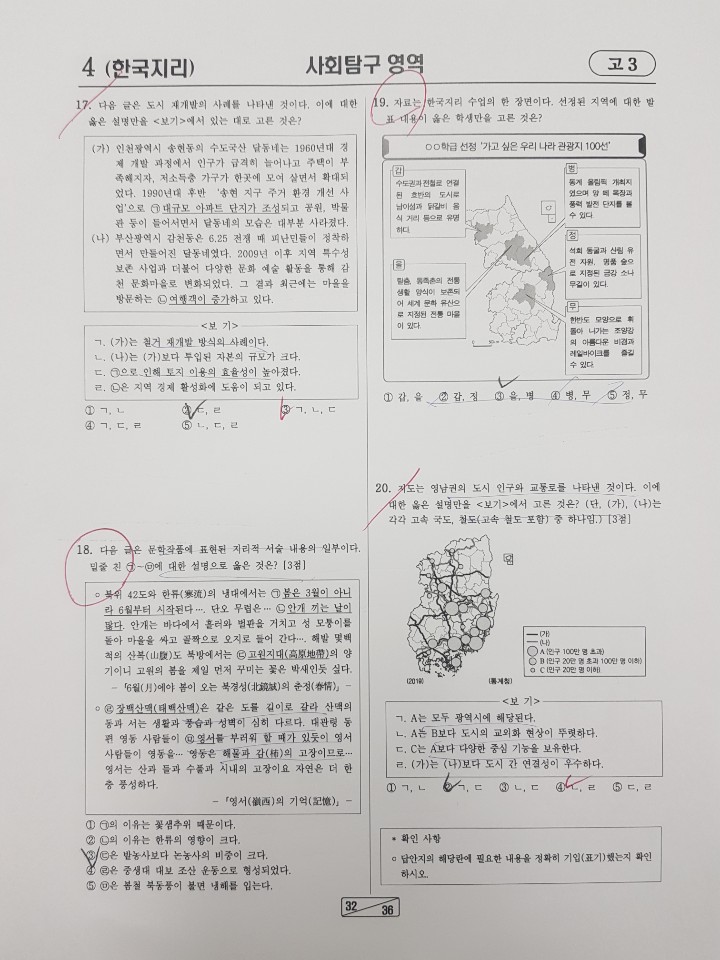 4 (한국지리)
사회탐구 영역
고 3
17. 다음 글은 도시 재개발의 사례를 나타낸 것이다. 이에 대한
옳은 설명만을 <보기>에서 있는 대로 고른 것은?
(가) 인천광역시 송현동의 수도국산 달동네는 1960년대 경
제 개발 과정에서 인구가 급격히 늘어나고 주택이 부
족해지자, 저소득층 가구가 한곳에 모여 살면서 확대되
었다. 1990년대 후반 ‘송현 지구 주거 환경 개선 사
업’으로 ㉠대규모 아파트 단지가 조성되고 공원, 박물
관 등이 들어서면서 달동네의 모습은 대부분 사라졌다.
(나) 부산광역시 감천동은 6.25 전쟁 때 피난민들이 정착하
면서 만들어진 달동네였다. 2009년 이후 지역 특수성
보존 사업과 더불어 다양한 문화 예술 활동을 통해 감
천 문화마을로 변화되었다. 그 결과 최근에는 마을을
방문하는 ㉡여행객이 증가하고 있다.
<보 기>
ㄱ. (가)는 철거 재개발 방식의 사례이다.
ㄴ. (나)는 (가)보다 투입된 자본의 규모가 크다.
ㄷ. ㉠으로 인해 토지 이용의 효율성이 높아졌다.
ㄹ. ㉡은 지역 경제 활성화에 도움이 되고 있다.
① ㄱ, ㄴ ② ㄷ, ㄹ ③ ㄱ, ㄴ, ㄷ
④ ㄱ, ㄷ, ㄹ ⑤ ㄴ, ㄷ, ㄹ
18. 다음 글은 문학작품에 표현된 지리적 서술 내용의 일부이다.
밑줄 친 ㉠~㉤에 대한 설명으로 옳은 것은? [3점]
○ 북위 42도와 한류(寒流)의 냉대에서는 ㉠봄은 3월이 아니
라 6월부터 시작된다…. 단오 무렵은… ㉡안개 끼는 날이
많다. 안개는 바다에서 흘러와 벌판을 거치고 성 모퉁이를
돌아 마을을 싸고 골짝으로 오지로 들어 간다…. 해발 몇백
척의 산복(山腹)도 북방에서는 ㉢고원지대(高原地帶)의 양
기이니 고원의 봄을 제일 먼저 꾸미는 꽃은 박새인듯 싶다.
- 「6월(月)에야 봄이 오는 북경성(北鏡城)의 춘정(春情)」 -
○ ㉣장백산맥(태백산맥)은 같은 도를 길이로 갈라 산맥의
동과 서는 생활과 풍습과 성벽이 심히 다르다. 대관령 동
편 영동 사람들이 ㉤영서를 부러워 할 때가 있듯이 영서
사람들이 영동을… 영동은 해물과 감(柿)의 고장이므로…
영서는 산과 들과 수풀과 시내의 고장이요 자연은 더 한
층 풍성하다.
- 『영서(嶺西)의 기억(記憶)』 -
① ㉠의 이유는 꽃샘추위 때문이다.
② ㉡의 이유는 한류의 영향이 크다.
③ ㉢은 밭농사보다 논농사의 비중이 크다.
④ ㉣은 중생대 대보 조산 운동으로 형성되었다.
⑤ ㉤은 봄철 북동풍이 불면 냉해를 입는다.
19. 자료는 한국지리 수업의 한 장면이다. 선정된 지역에 대한 발
표 내용이 옳은 학생만을 고른 것은?
○○학급 선정 ‘가고 싶은 우리 나라 관광지 100선’
갑
수도권과 전철로 연결
된 호반의 도시로
남이섬과 닭갈비 음
식 거리 등으로 유명
하다.
을
탈춤, 동족촌의 전통
생활 양식이 보존되
어 세계 문화 유산으
로 지정된 전통 마을
이 있다.
병
동계 올림픽 개최지
였으며 양 떼 목장과
풍력 발전 단지를 볼
수 있다.
정
석회 동굴과 산림 유
전 자원, 명품 숲으
로 지정된 금강 소나
무길이 있다.
무
한반도 모양으로 휘
돌아 나가는 조양강
의 아름다운 비경과
레일바이크를 즐길
수 있다.
① 갑, 을 ② 갑, 정 ③ 을, 병 ④ 병, 무 ⑤ 정, 무
20. 지도는 영남권의 도시 인구와 교통로를 나타낸 것이다. 이에
대한 옳은 설명만을 <보기>에서 고른 것은? (단, (가), (나)는
각각 고속 국도, 철도(고속 철도 포함) 중 하나임.) [3점]
(가)
(나)
A (인구 100만 명 초과)
B (인구 20만 명 초과 100만 명 이하)
C (인구 20만 명 이하)
(2019) (통계청)
<보 기>
ㄱ. A는 모두 광역시에 해당된다.
ㄴ. A는 B보다 도시의 교외화 현상이 뚜렷하다.
ㄷ. C는 A보다 다양한 중심 기능을 보유한다.
ㄹ. (가)는 (나)보다 도시 간 연결성이 우수하다.
① ㄱ, ㄴ ② ㄱ, ㄷ ③ ㄴ, ㄷ ④ ㄴ, ㄹ ⑤ ㄷ, ㄹ
* 확인 사항
○ 답안지의 해당란에 필요한 내용을 정확히 기입(표기)했는지 확인
하시오.
32
36